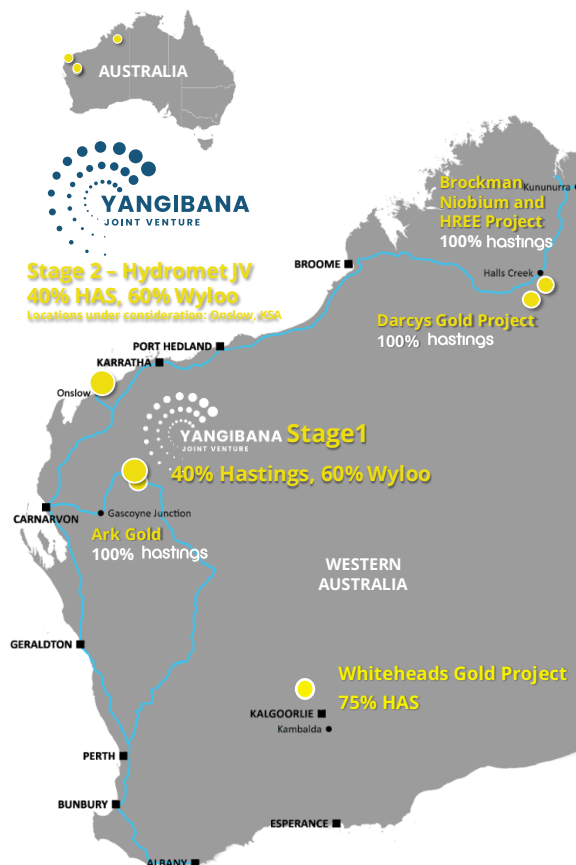 AUSTRALIA
YANGIBANA
JOINT VENTURE
Stage 2 – Hydromet JV
40% HAS, 60% Wyloo
Locations under consideration: Onslow, KSA
Brockman
Niobium and
HREE Project
100% hastings
Kununurra
BROOME
Halls Creek
Darcys Gold Project
100% hastings
PORT HEDLAND
KARRATHA
Onslow
YANGIBANA
JOINT VENTURE
Stage1
40% Hastings, 60% Wyloo
CARNARVON
Gascoyne Junction
Ark Gold
100% hastings
WESTERN
AUSTRALIA
GERALDTON
Whiteheads Gold Project
75% HAS
KALGOORLIE
Kambalda
PERTH
BUNBURY
ESPERANCE
ALBANY